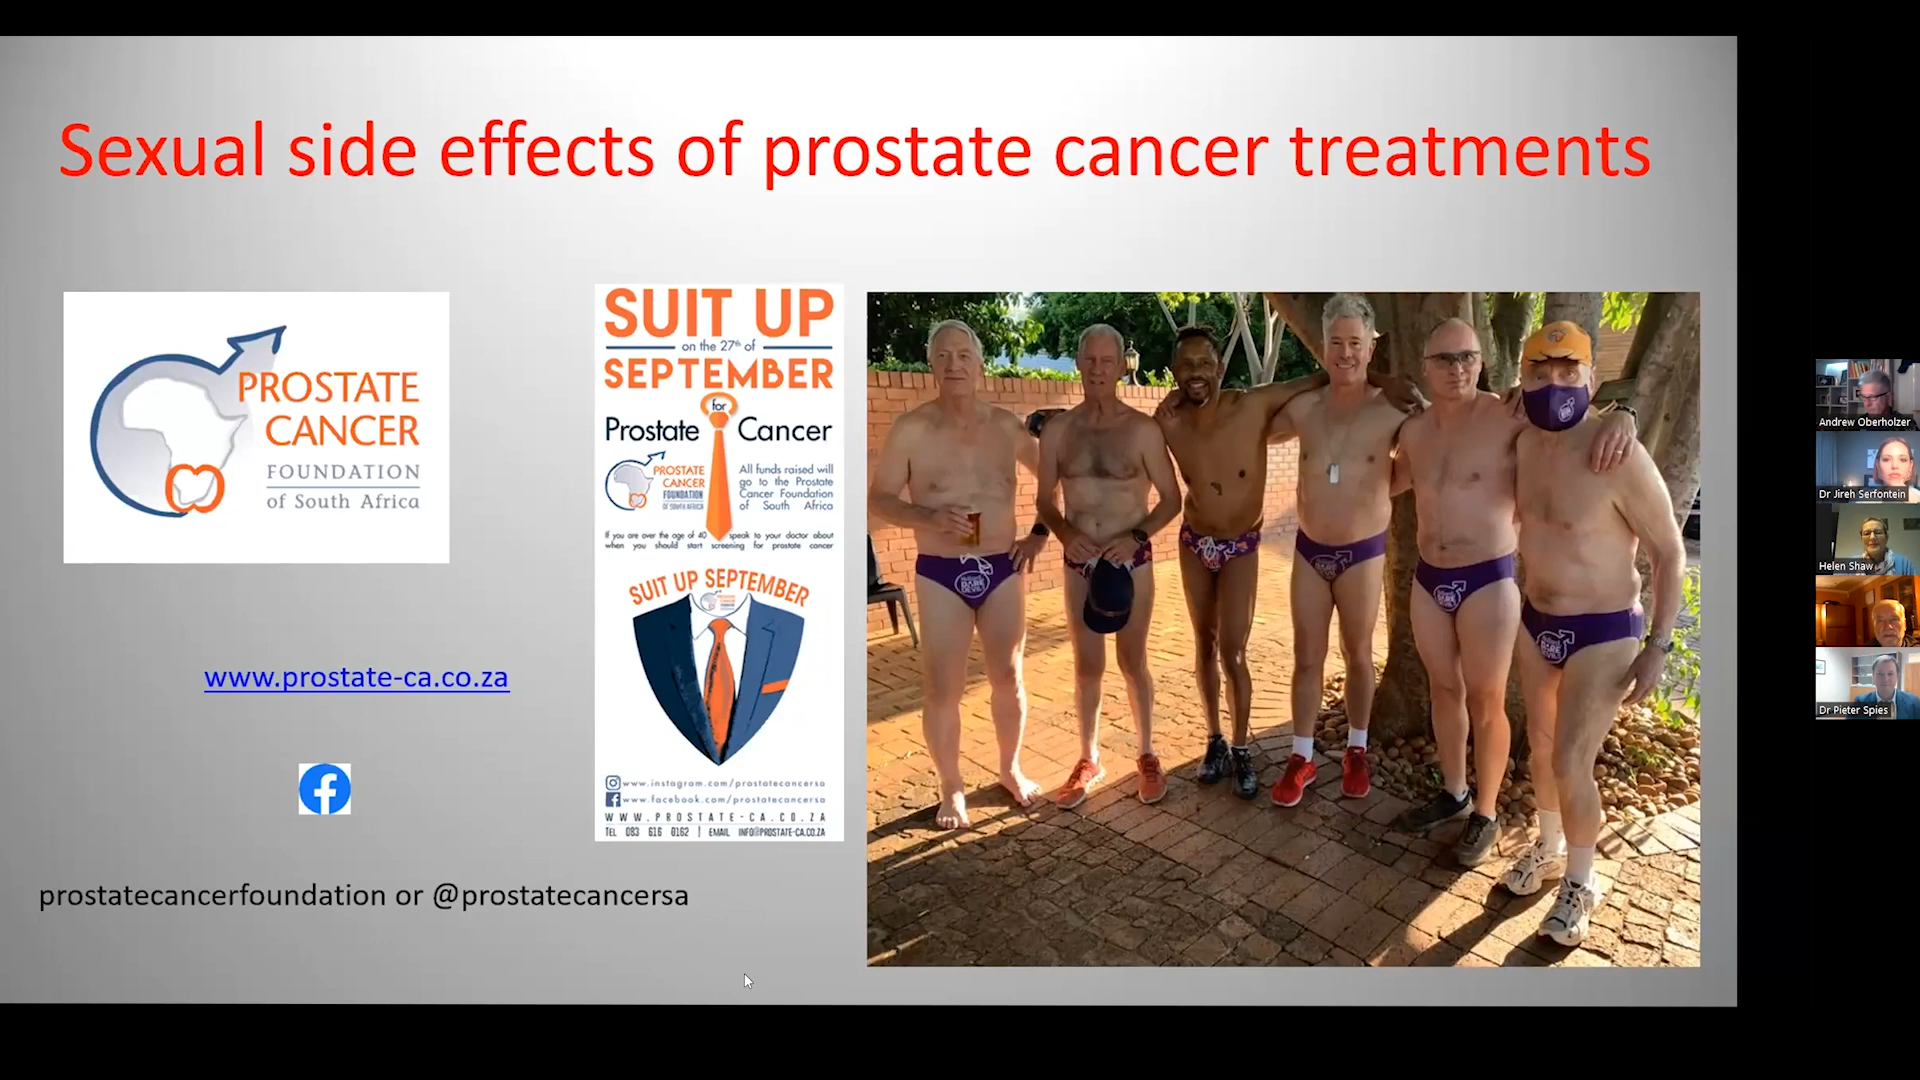 Sexual side effects of prostate cancer treatments
PROSTATE
CANCER
FOUNDATION
of South Africa
www.prostate-ca.co.za
prostatecancerfoundation or @prostatecancersa
SUIT UP
on the 27th of
SEPTEMBER
for
Prostate Cancer
PROSTATE
CANCER
FOUNDATION
OF SOUTH AFRICA
All funds raised will
go to the Prostate
Cancer Foundation
of South Africa
If you are over the age of 40 speak to your doctor about
when you should start screening for prostate cancer
SUIT UP SEPTEMBER
www.instagram.com/prostatecancersa
www.facebook.com/prostatecancersa
WWW.PROSTATE-CA.CO.ZA
TEL 083 616 0162 | EMAIL INFO@PROSTATE-CA.CO.ZA
Andrew Oberholzer
Dr Jireh Serfontein
Helen Shaw
Dr Pieter Spies